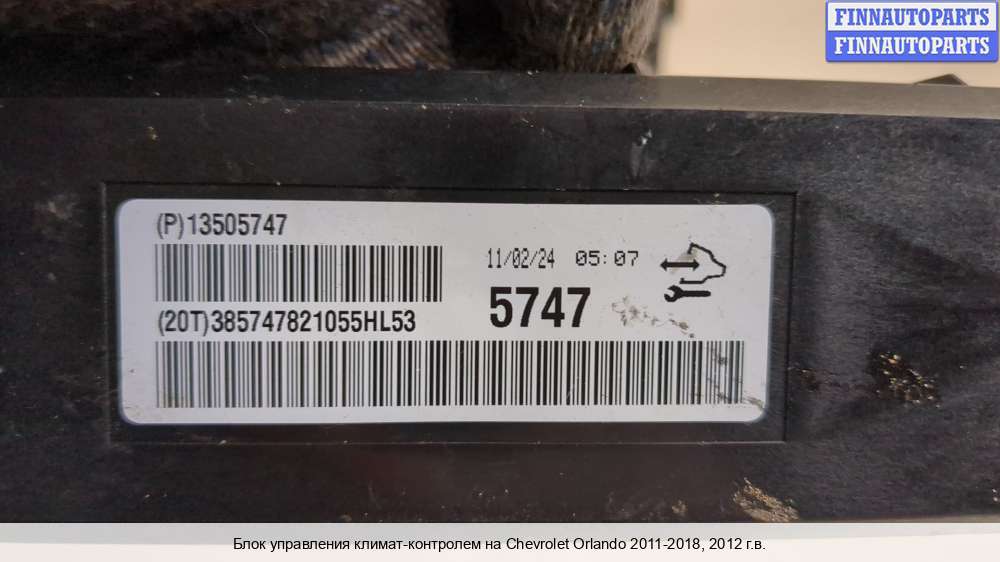 FINNAUTOPARTS
FINNAUTOPARTS
(P)13505747
11/02/24 05:07
5747
(20T)385747821055HL53
Блок управления климат-контролем на Chevrolet Orlando 2011-2018, 2012 г.в.